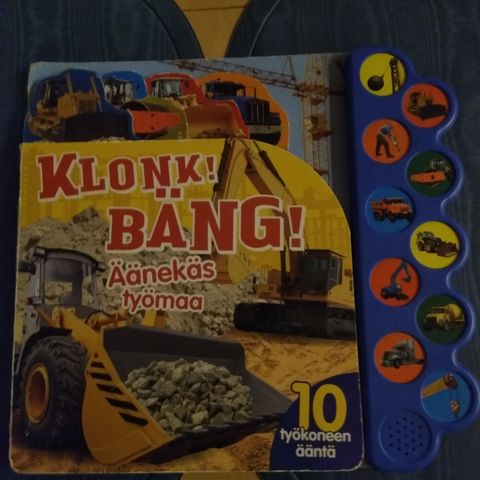 KLONK!
BÄNG!
Äänekäs
työmaa
10
työkoneen
ääntä